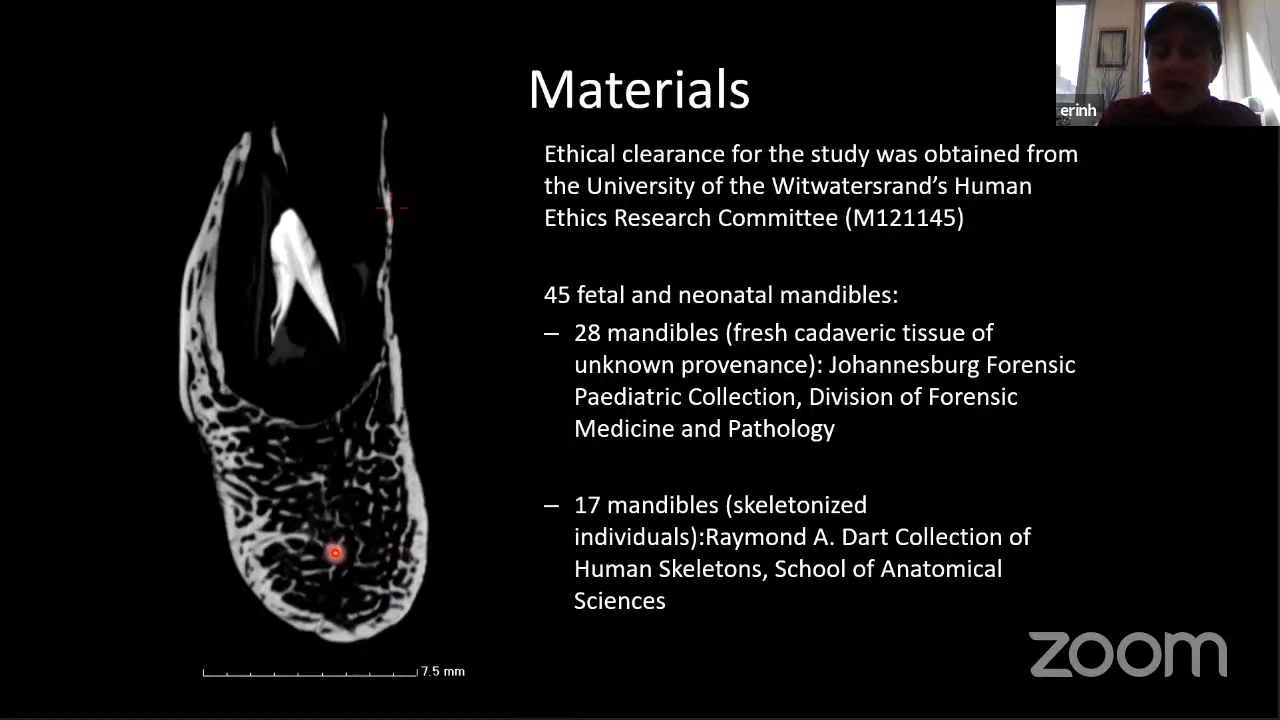 Materials
erinh
Ethical clearance for the study was obtained from
the University of the Witwatersrand’s Human
Ethics Research Committee (M121145)
45 fetal and neonatal mandibles:
– 28 mandibles (fresh cadaveric tissue of
unknown provenance): Johannesburg Forensic
Paediatric Collection, Division of Forensic
Medicine and Pathology
– 17 mandibles (skeletonized
individuals):Raymond A. Dart Collection of
Human Skeletons, School of Anatomical
Sciences
7.5 mm
zoom